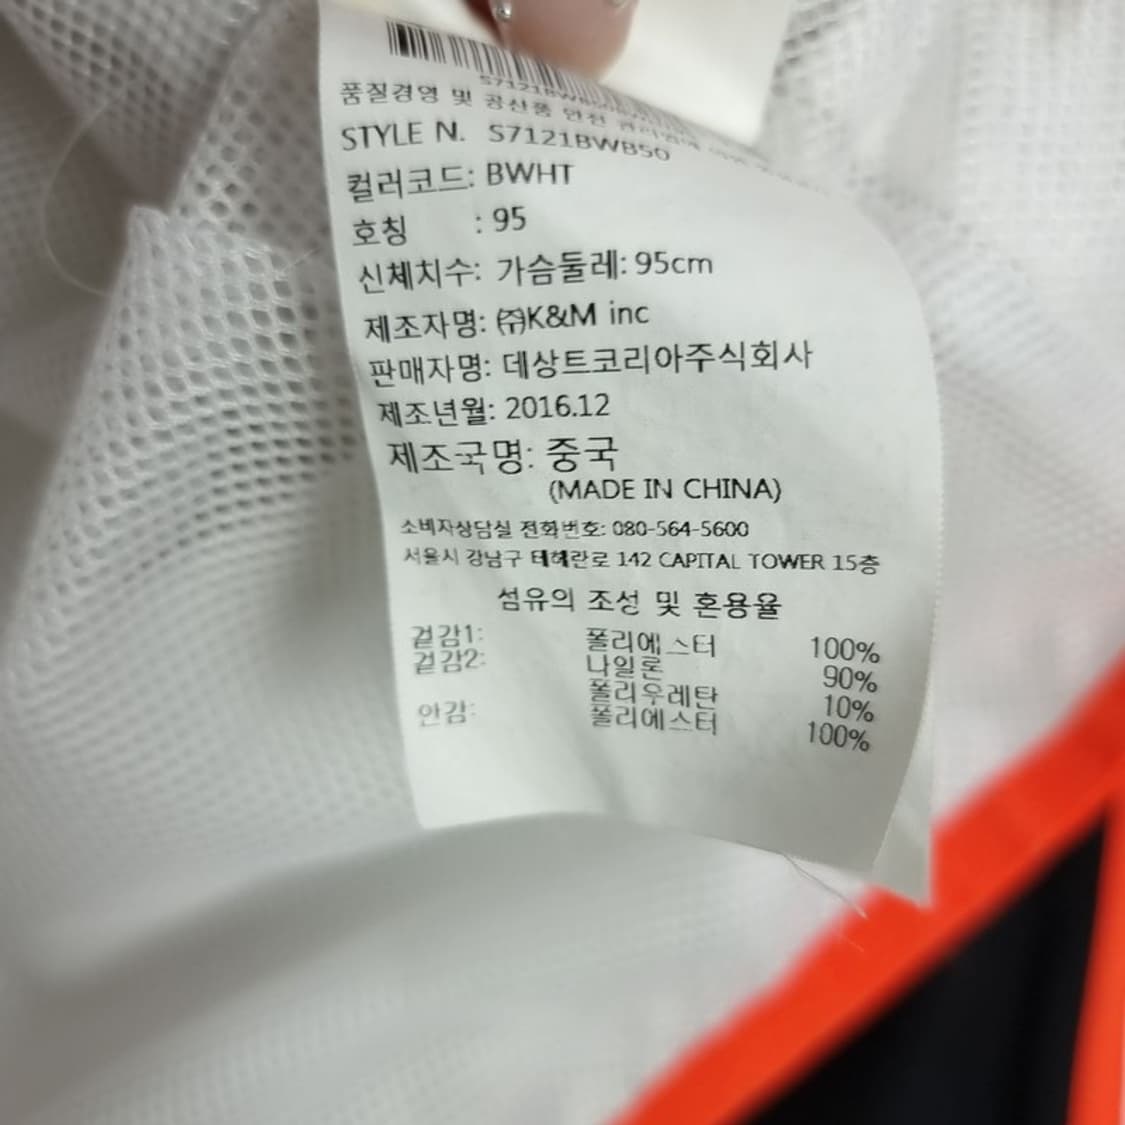 품질경영 및 공산품 안전
STYLE N. S7121BWB50
컬러코드: BWHT
호칭 : 95
신체치수: 가슴둘레: 95cm
제조자명: ㈜K&M inc
판매자명: 데상트코리아주식회사
제조년월: 2016.12
제조국명: 중국
(MADE IN CHINA)
소비자상담실 전화번호: 080-564-5600
서울시 강남구 테헤란로 142 CAPITAL TOWER 15층
섬유의 조성 및 혼용율
겉감1: 폴리에스터 100%
겉감2: 나일론 90%
폴리우레탄 10%
안감: 폴리에스터 100%